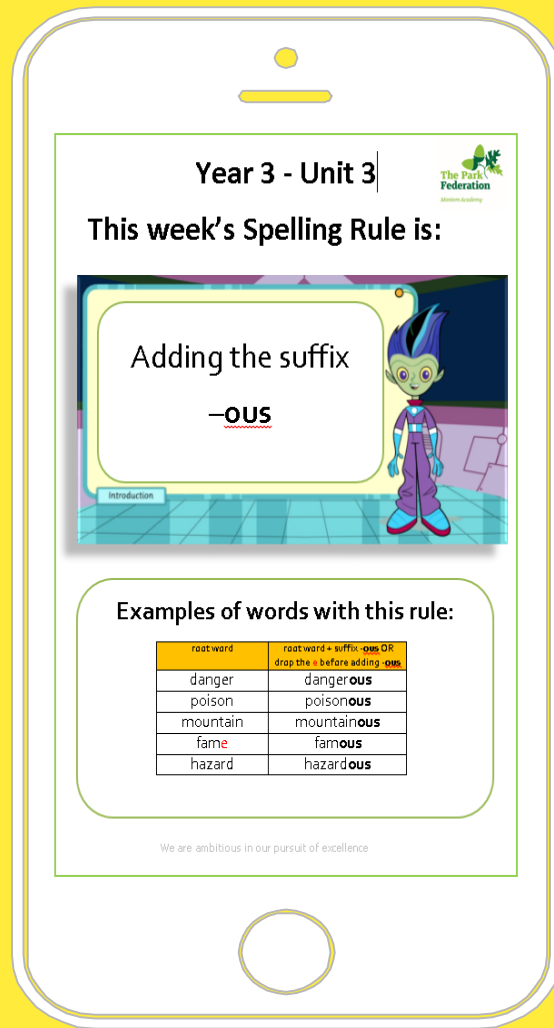 Year 3 - Unit 3
The Park
Federation
Western Academy
This week's Spelling Rule is:
Adding the suffix
–ous
Introduction
Examples of words with this rule:
root word root word + suffix -ous OR
drop the e before adding -ous
danger dangerous
poison poisonous
mountain mountainous
fame famous
hazard hazardous
We are ambitious in our pursuit of excellence